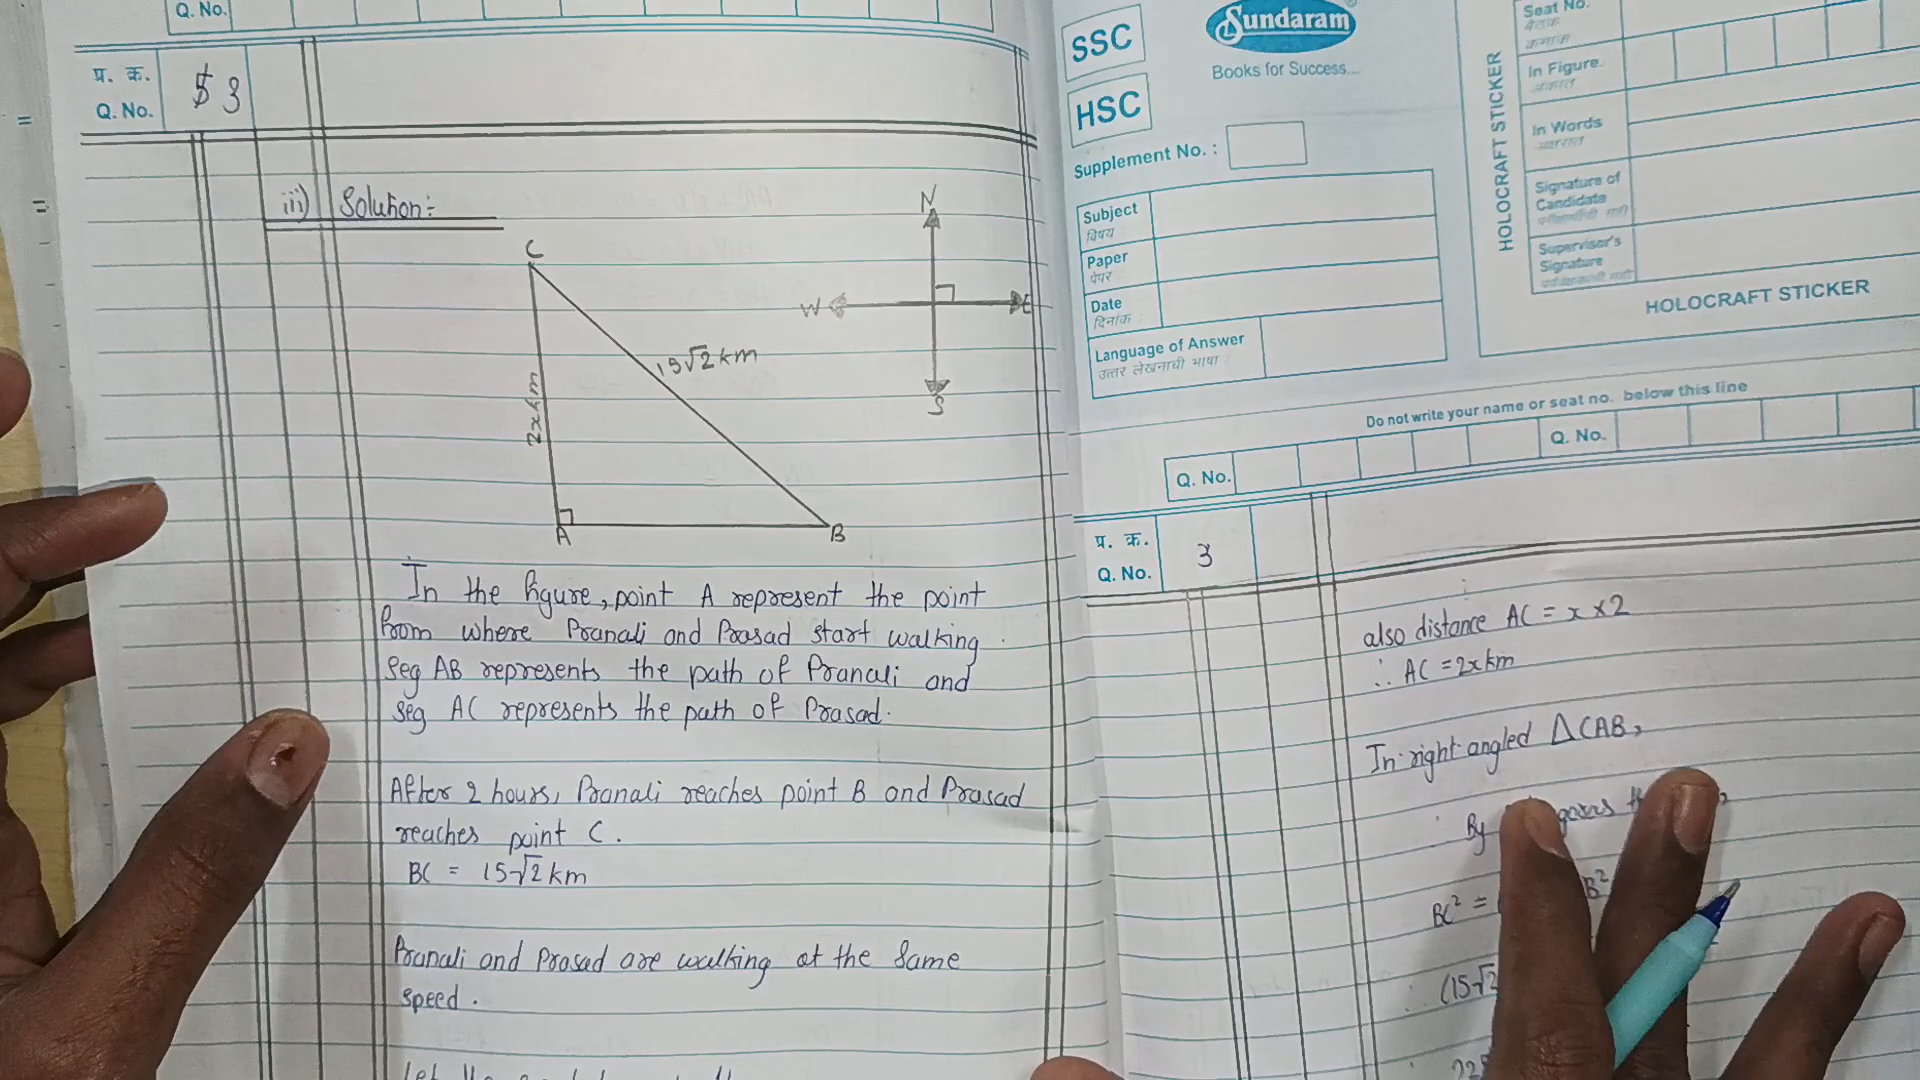 Q. No.
प्र. क्र.
Q. No.
3
iii) Solution:-
C
N
W
E
S
15√2 km
2x km
A
B
In the figure, point A represent the point
from where Pranali and Prasad start walking
Seg AB represents the path of Pranali and
Seg AC represents the path of Prasad.
After 2 hours, Pranali reaches point B and Prasad
reaches point C.
BC = 15√2 km
Pranali and Prasad are walking at the same
speed.
SSC
HSC
Sundaram
Books for Success...
Supplement No. :
Subject
विषय
Paper
पेपर
Date
दिनांक :
Language of Answer
उत्तर लेखनाची भाषा :
HOLOCRAFT STICKER
Seat No.
In Figure
In Words
Signature of
Candidate
Supervisor's
Signature
HOLOCRAFT STICKER
Do not write your name or seat no. below this line
Q. No.
Q. No.
प्र. क्र.
Q. No.
3
also distance AC = x × 2
∴ AC = 2x km
In right angled △CAB,
By
BC² =
(15√2